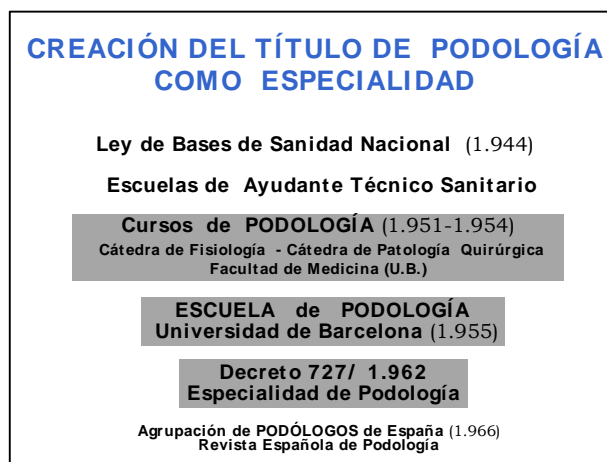 CREACIÓN DEL TÍTULO DE PODOLOGÍA
COMO ESPECIALIDAD
Ley de Bases de Sanidad Nacional (1.944)
Escuelas de Ayudante Técnico Sanitario
Cursos de PODOLOGÍA (1.951-1.954)
Cátedra de Fisiología - Cátedra de Patología Quirúrgica
Facultad de Medicina (U.B.)
ESCUELA de PODOLOGÍA
Universidad de Barcelona (1.955)
Decreto 727/ 1.962
Especialidad de Podología
Agrupación de PODÓLOGOS de España (1.966)
Revista Española de Podología